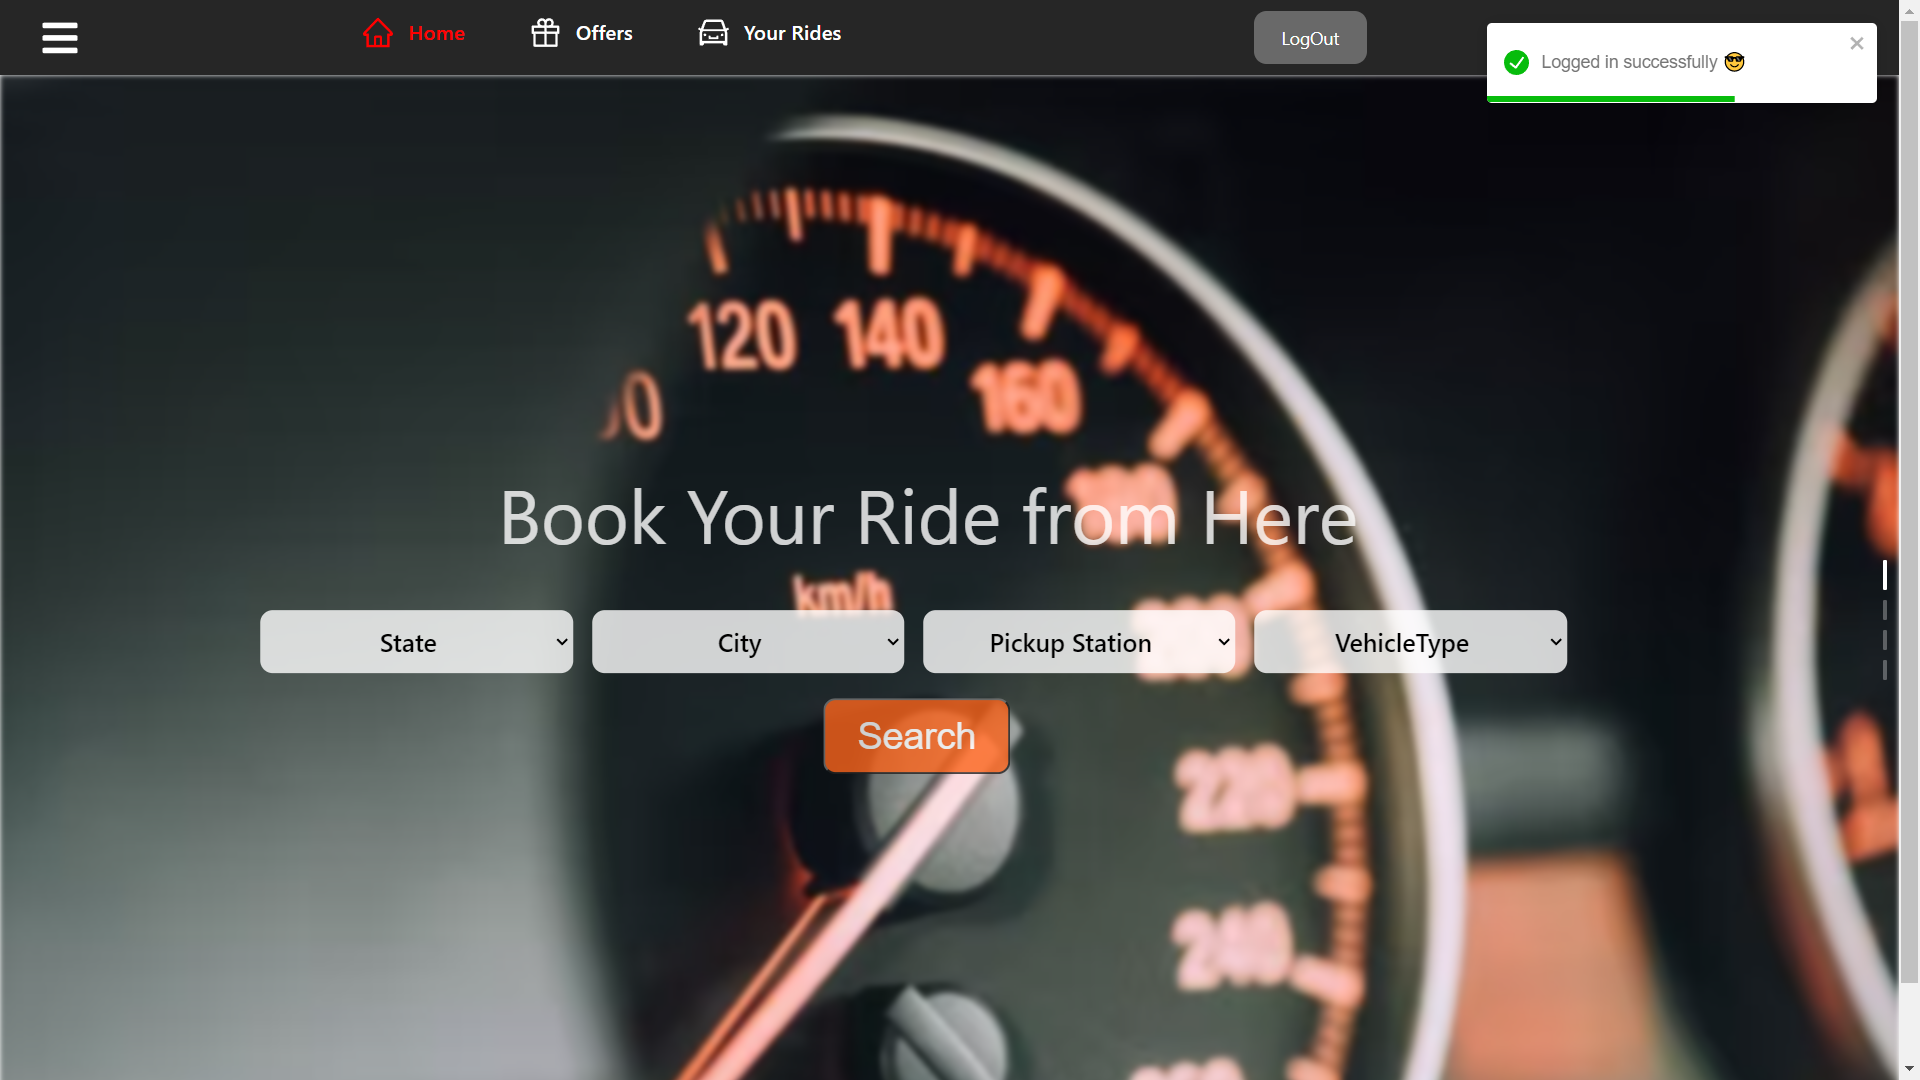 Home
Offers
Your Rides
LogOut
Logged in successfully 😎
120
140
160
Book Your Ride from Here
km/h
State
City
Pickup Station
VehicleType
Search
220
240